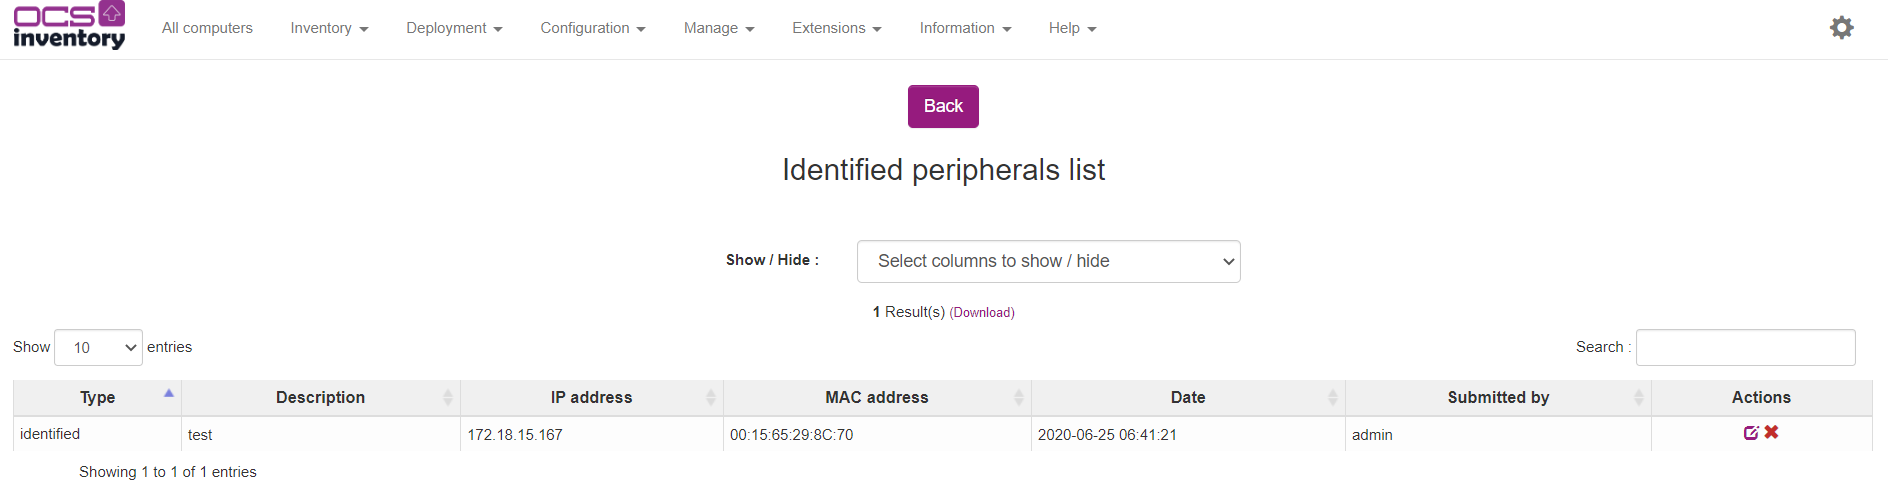 OCS
inventory
All computers Inventory Deployment Configuration Manage Extensions Information Help
Back
Identified peripherals list
Show / Hide : Select columns to show / hide
1 Result(s) (Download)
Show 10 entries Search :
Type Description IP address MAC address Date Submitted by Actions
identified test 172.18.15.167 00:15:65:29:8C:70 2020-06-25 06:41:21 admin
Showing 1 to 1 of 1 entries